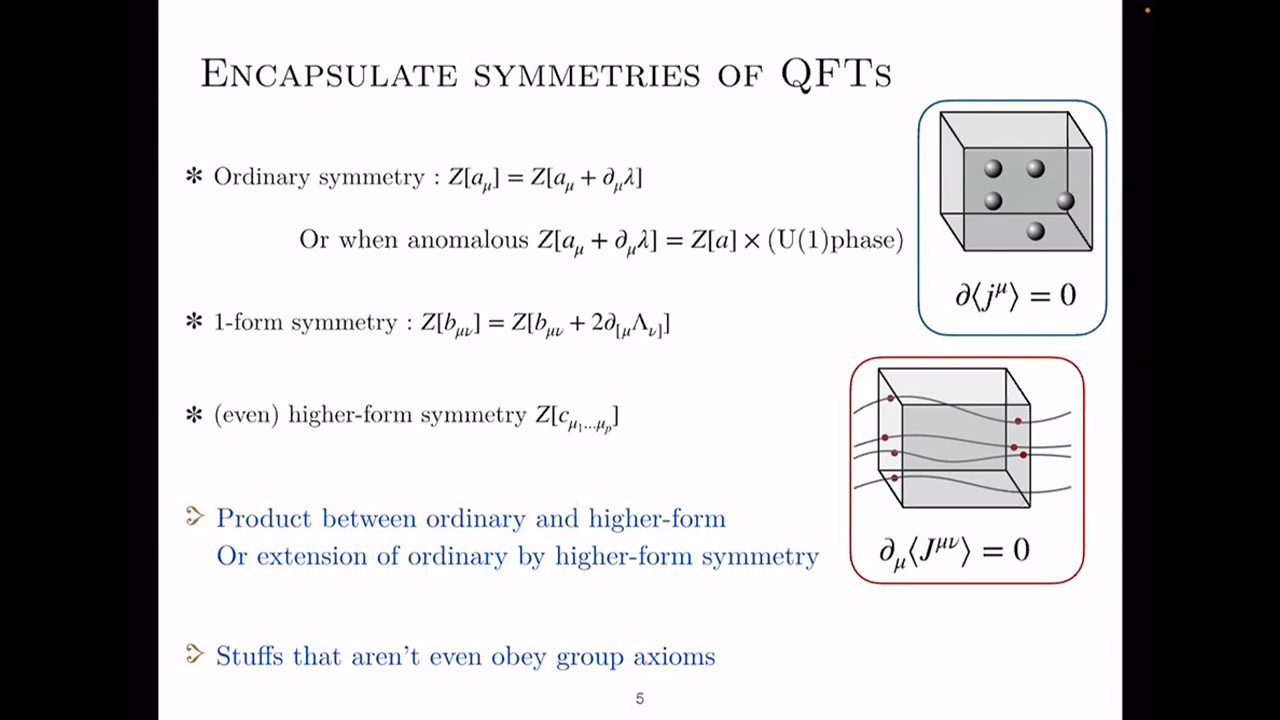 ENCAPSULATE SYMMETRIES OF QFTS
✻ Ordinary symmetry : Z[a_μ] = Z[a_μ + ∂_μλ]
Or when anomalous Z[a_μ + ∂_μλ] = Z[a] × (U(1)phase)
∂⟨j^μ⟩ = 0
✻ 1-form symmetry : Z[b_μν] = Z[b_μν + 2∂_[μΛ_ν]]
✻ (even) higher-form symmetry Z[c_μ₁...μ_p]
Product between ordinary and higher-form
Or extension of ordinary by higher-form symmetry
∂_μ⟨J^μν⟩ = 0
Stuffs that aren't even obey group axioms
5